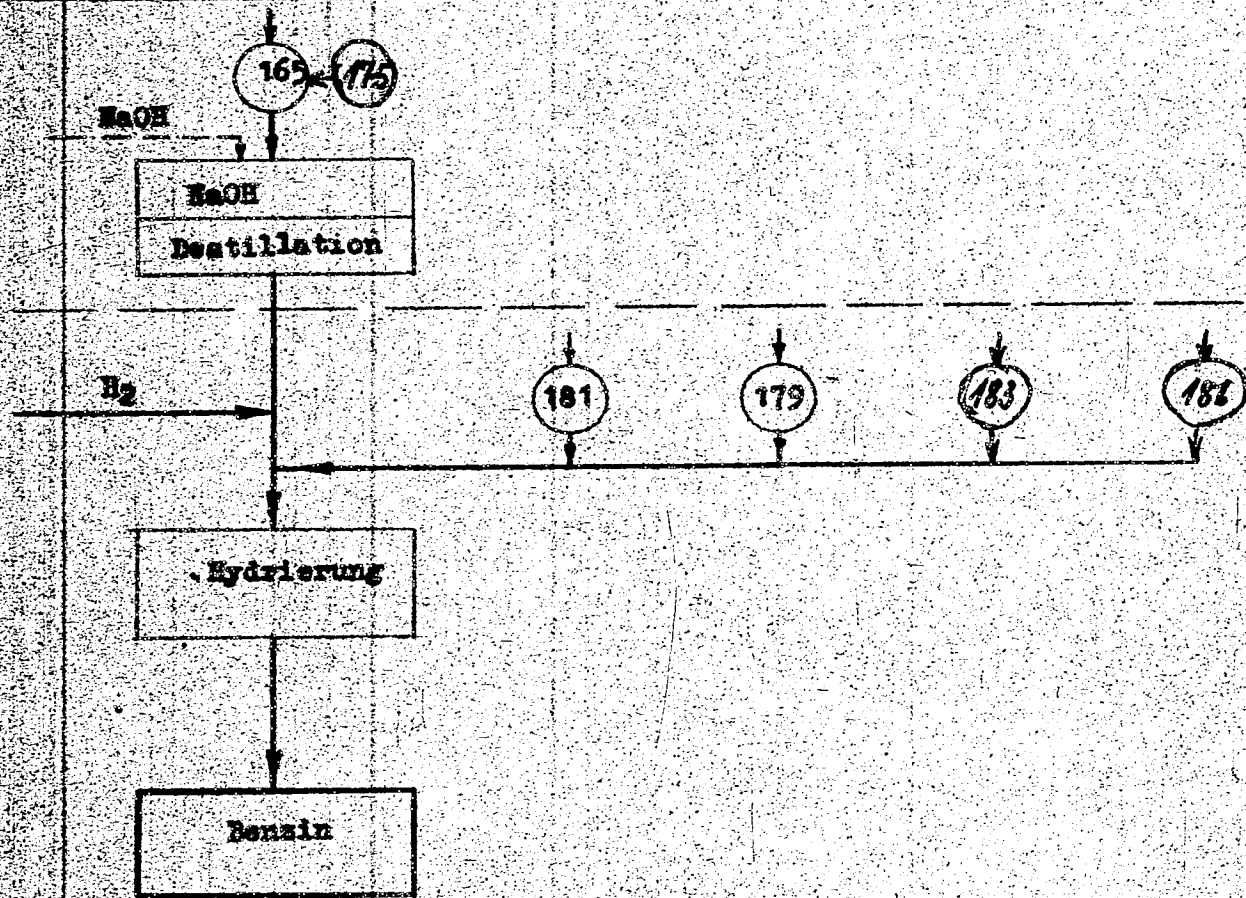 165 175
NaOH
NaOH
Destillation
H2
181 179 183
Hydrierung
Benzin